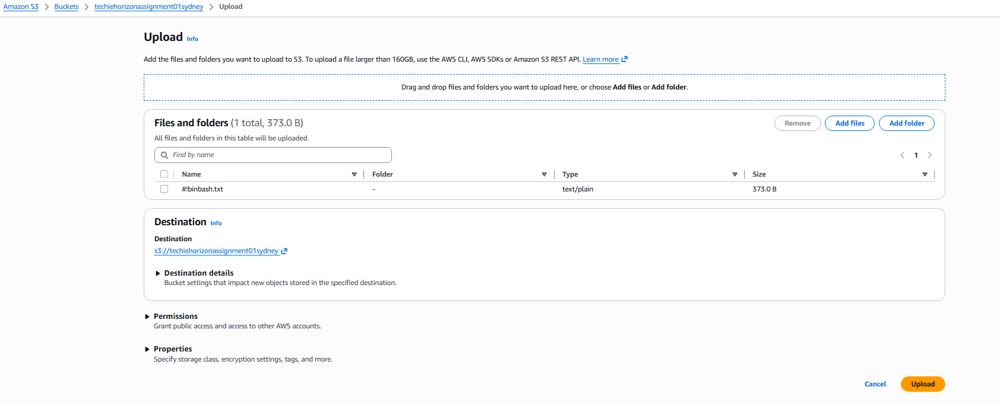 Amazon S3 > Buckets > techiehorizonassignment01sydney > Upload
Upload Info
Add the files and folders you want to upload to S3. To upload a file larger than 160GB, use the AWS CLI, AWS SDKs or Amazon S3 REST API. Learn more
Drag and drop files and folders you want to upload here, or choose Add files or Add folder.
Files and folders (1 total, 373.0 B)
Remove Add files Add folder
All files and folders in this table will be uploaded.
Find by name
1
Name Folder Type Size
#!binbash.txt - text/plain 373.0 B
Destination Info
Destination
s3://techiehorizonassignment01sydney
Destination details
Bucket settings that impact new objects stored in the specified destination.
Permissions
Grant public access and access to other AWS accounts.
Properties
Specify storage class, encryption settings, tags, and more.
Cancel Upload